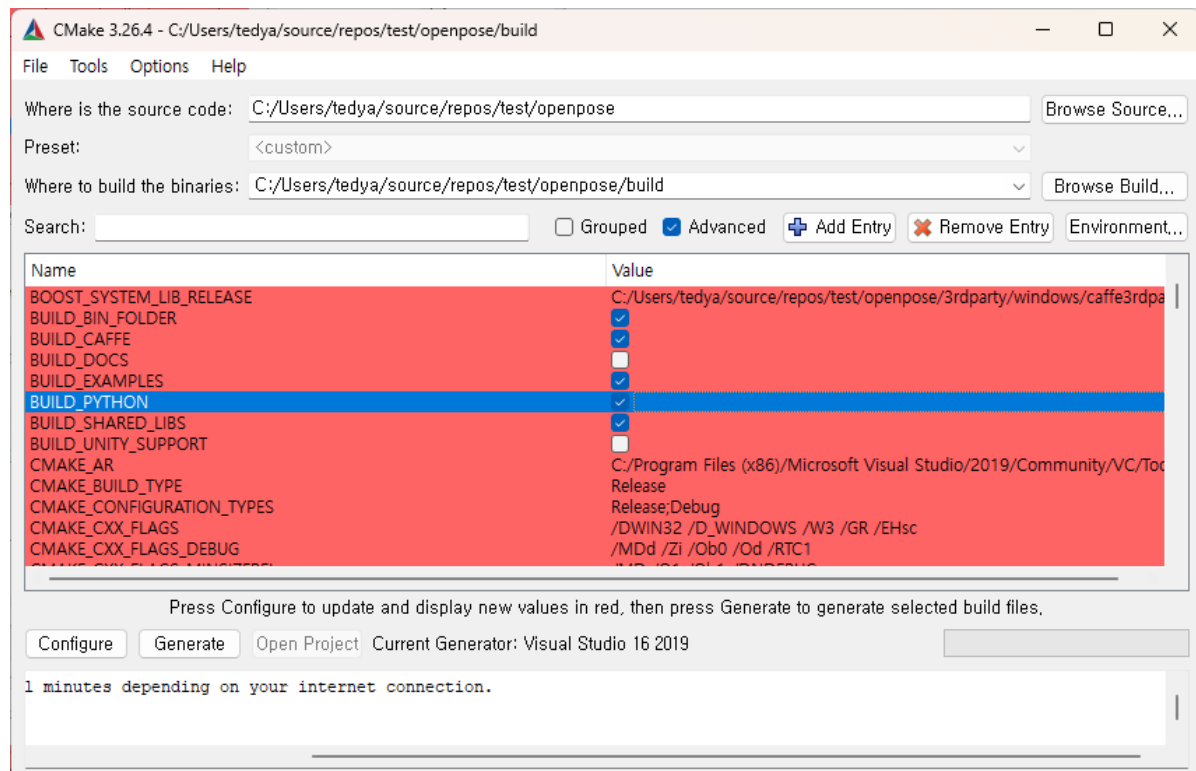 CMake 3.26.4 - C:/Users/tedya/source/repos/test/openpose/build
File Tools Options Help
Where is the source code: C:/Users/tedya/source/repos/test/openpose Browse Source...
Preset: <custom>
Where to build the binaries: C:/Users/tedya/source/repos/test/openpose/build Browse Build...
Search: Grouped Advanced Add Entry Remove Entry Environment...
Name Value
BOOST_SYSTEM_LIB_RELEASE C:/Users/tedya/source/repos/test/openpose/3rdparty/windows/caffe3rdpa
BUILD_BIN_FOLDER
BUILD_CAFFE
BUILD_DOCS
BUILD_EXAMPLES
BUILD_PYTHON
BUILD_SHARED_LIBS
BUILD_UNITY_SUPPORT
CMAKE_AR C:/Program Files (x86)/Microsoft Visual Studio/2019/Community/VC/Toc
CMAKE_BUILD_TYPE Release
CMAKE_CONFIGURATION_TYPES Release;Debug
CMAKE_CXX_FLAGS /DWIN32 /D_WINDOWS /W3 /GR /EHsc
CMAKE_CXX_FLAGS_DEBUG /MDd /Zi /Ob0 /Od /RTC1
Press Configure to update and display new values in red, then press Generate to generate selected build files.
Configure Generate Open Project Current Generator: Visual Studio 16 2019
1 minutes depending on your internet connection.